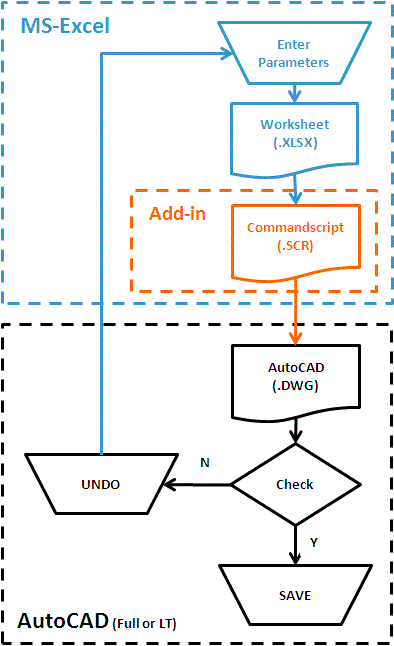 MS-Excel
Enter
Parameters
Worksheet
(.XLSX)
Add-in
Commandscript
(.SCR)
AutoCAD
(.DWG)
N
UNDO
Check
Y
SAVE
AutoCAD (Full or LT)